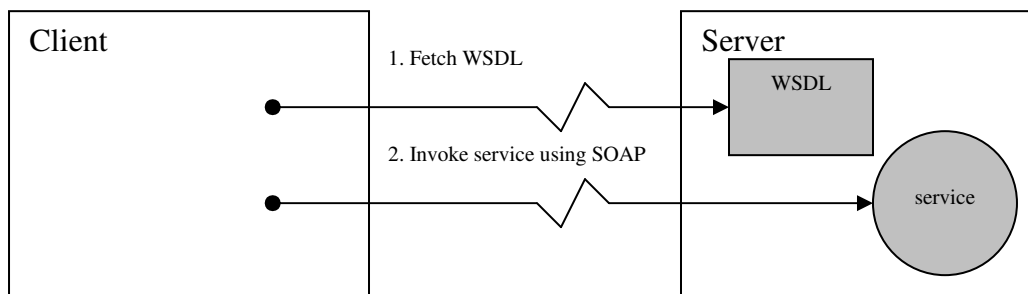 Client
Server
1. Fetch WSDL
WSDL
2. Invoke service using SOAP
service